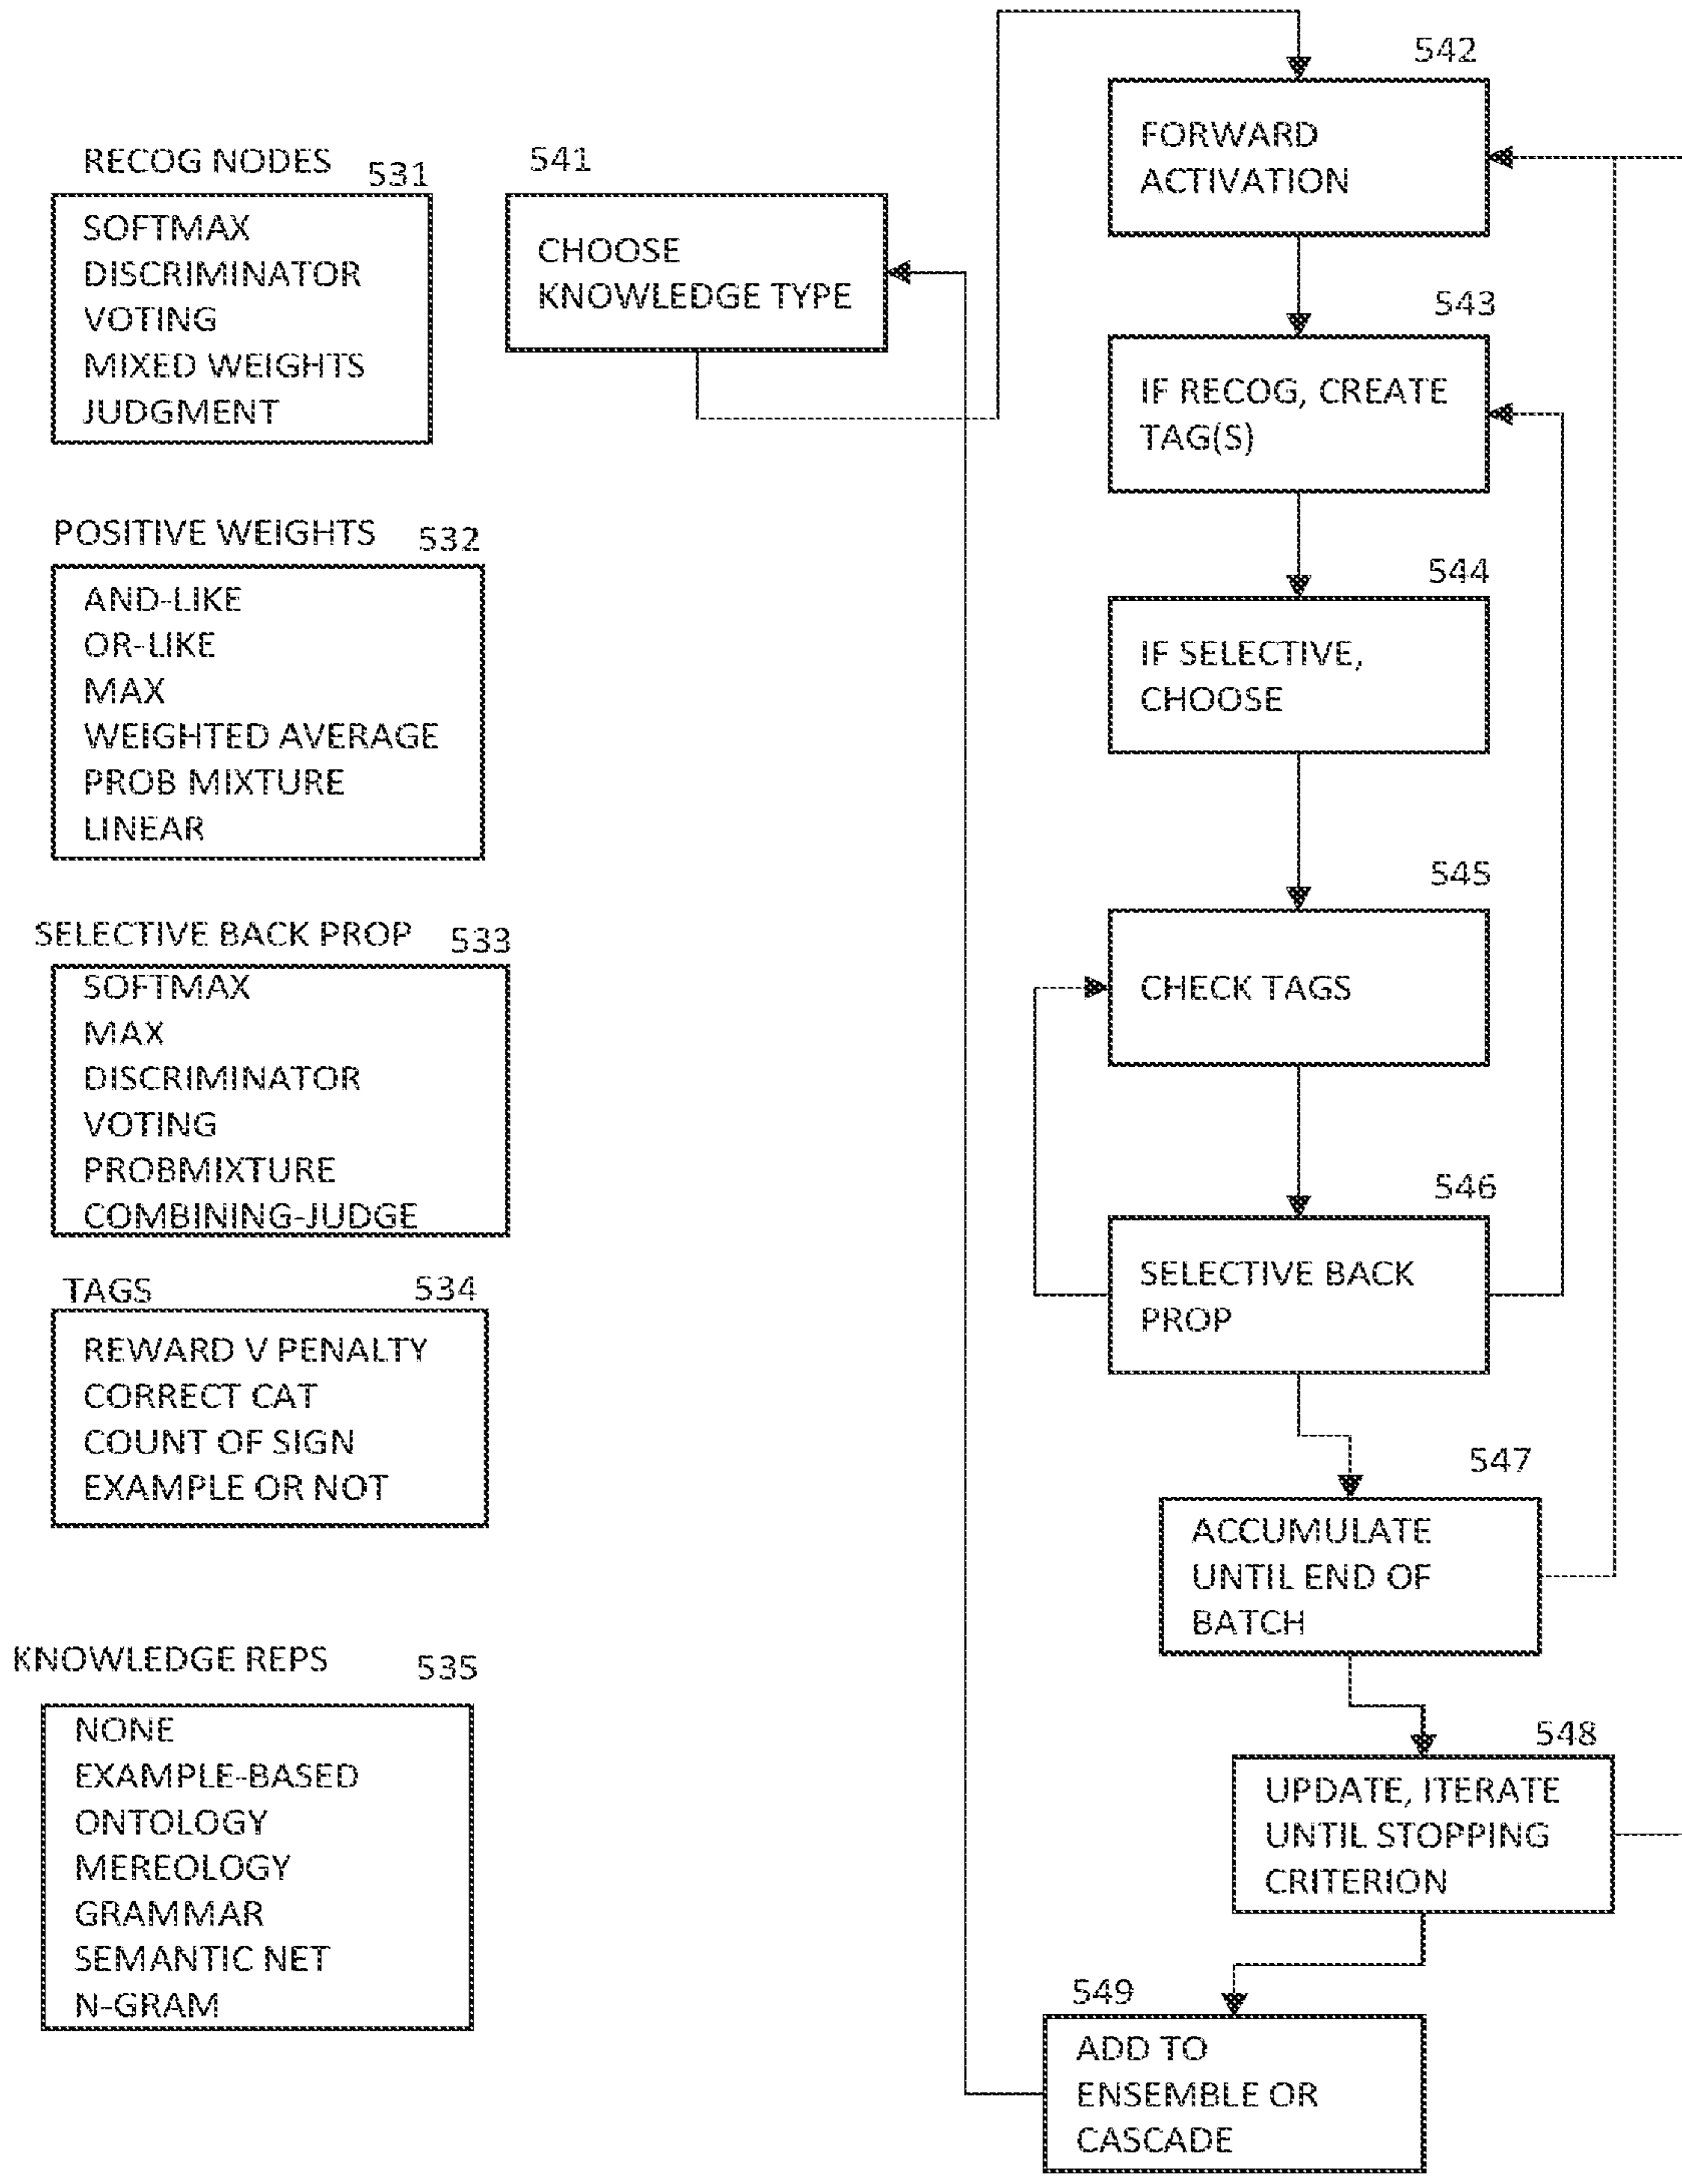 RECOG NODES
531
SOFTMAX
DISCRIMINATOR
VOTING
MIXED WEIGHTS
JUDGMENT
POSITIVE WEIGHTS
532
AND-LIKE
OR-LIKE
MAX
WEIGHTED AVERAGE
PROB MIXTURE
LINEAR
SELECTIVE BACK PROP
533
SOFTMAX
MAX
DISCRIMINATOR
VOTING
PROBMIXTURE
COMBINING-JUDGE
TAGS
534
REWARD V PENALTY
CORRECT CAT
COUNT OF SIGN
EXAMPLE OR NOT
KNOWLEDGE REPS
535
NONE
EXAMPLE-BASED
ONTOLOGY
MEREOLOGY
GRAMMAR
SEMANTIC NET
N-GRAM
541
CHOOSE
KNOWLEDGE TYPE
542
FORWARD
ACTIVATION
543
IF RECOG, CREATE
TAG(S)
544
IF SELECTIVE,
CHOOSE
545
CHECK TAGS
546
SELECTIVE BACK
PROP
547
ACCUMULATE
UNTIL END OF
BATCH
548
UPDATE, ITERATE
UNTIL STOPPING
CRITERION
549
ADD TO
ENSEMBLE OR
CASCADE